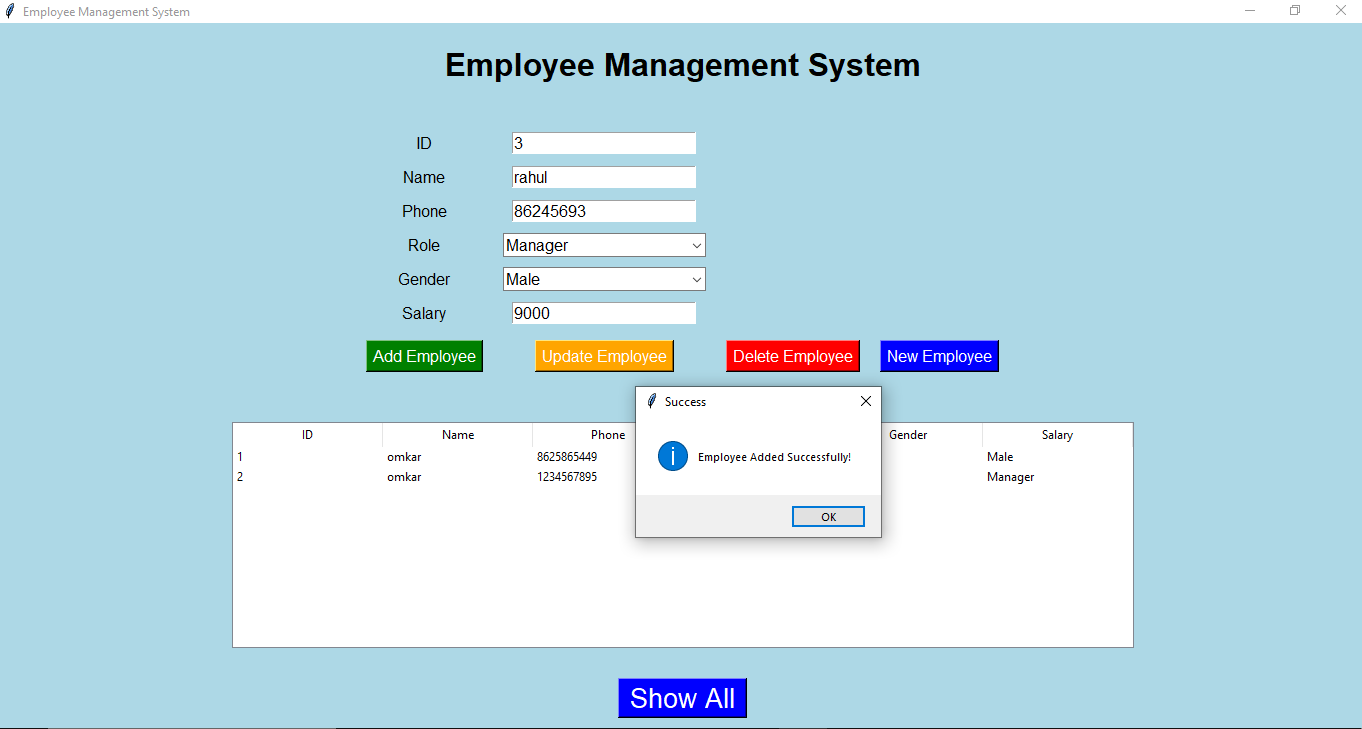 Employee Management System
Employee Management System
ID 3
Name rahul
Phone 86245693
Role Manager
Gender Male
Salary 9000
Add Employee Update Employee Delete Employee New Employee
Success
Employee Added Successfully!
OK
ID Name Phone Gender Salary
1 omkar 8625865449 Male
2 omkar 1234567895 Manager
Show All